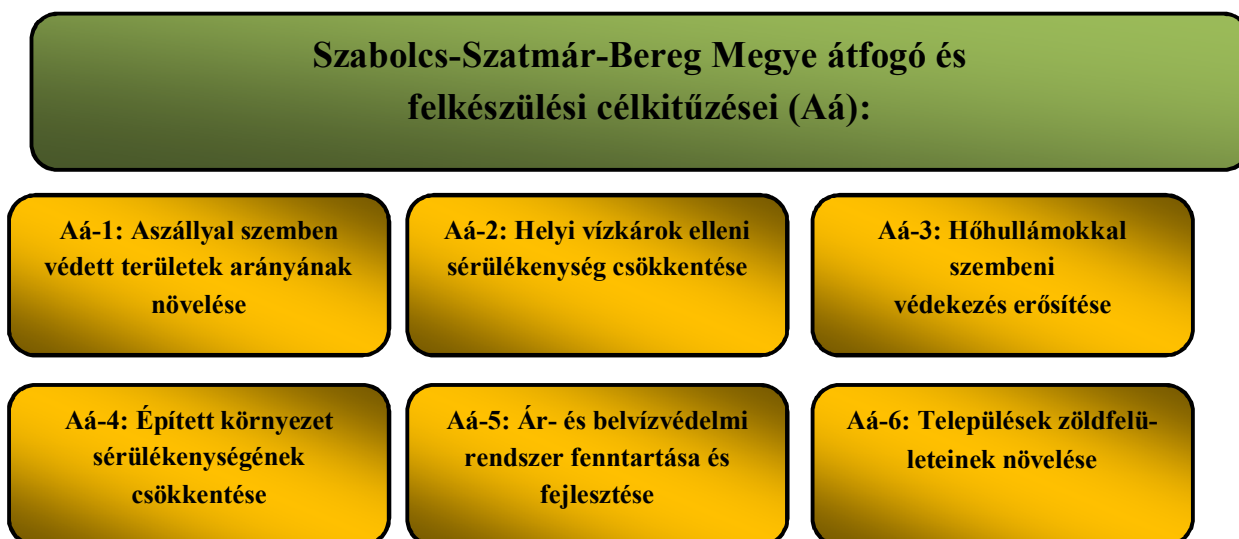 Szabolcs-Szatmár-Bereg Megye átfogó és
felkészülési célkitűzései (Aá):
Aá-1: Aszállyal szemben
védett területek arányának
növelése
Aá-2: Helyi vízkárok elleni
sérülékenység csökkentése
Aá-3: Hőhullámokkal
szembeni
védekezés erősítése
Aá-4: Épített környezet
sérülékenységének
csökkentése
Aá-5: Ár- és belvízvédelmi
rendszer fenntartása és
fejlesztése
Aá-6: Települések zöldfelü-
leteinek növelése